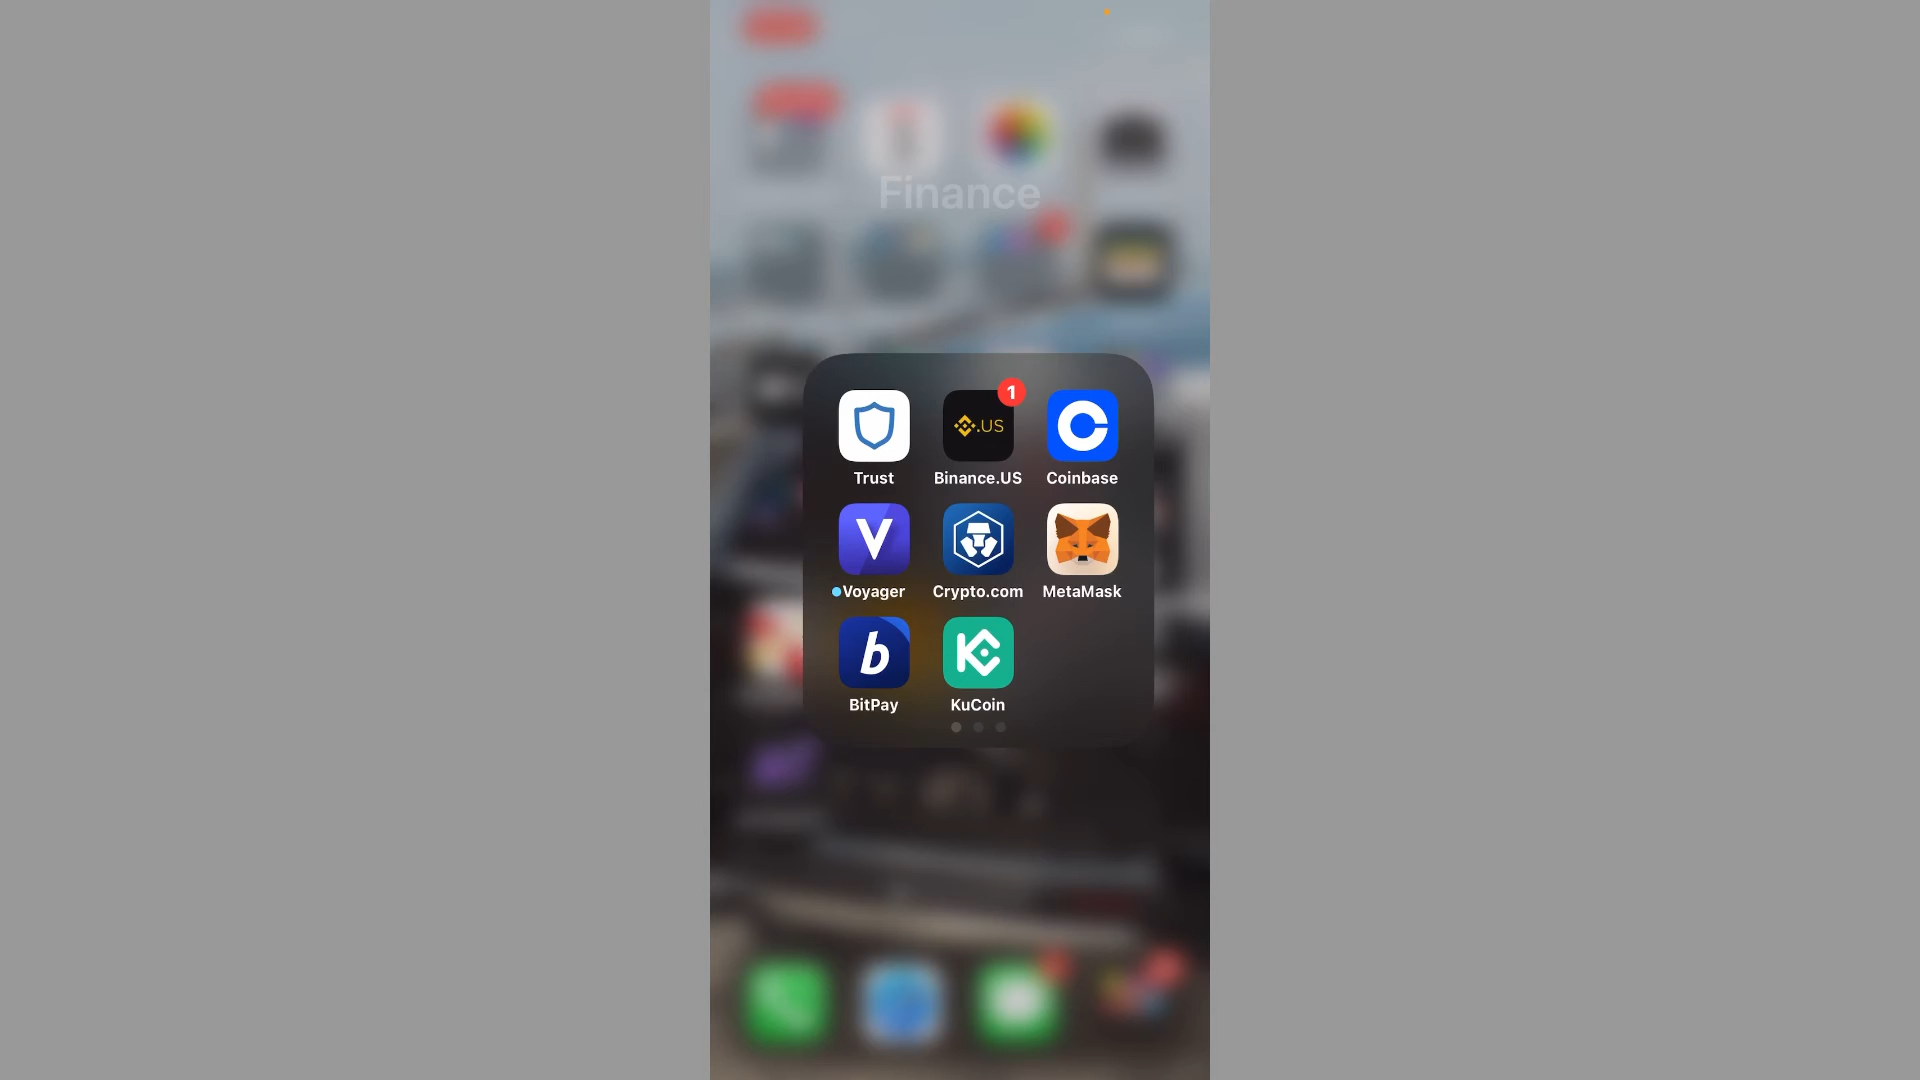 Finance
1
.US
Trust
Binance.US
Coinbase
V
Voyager
Crypto.com
MetaMask
b
BitPay
KuCoin